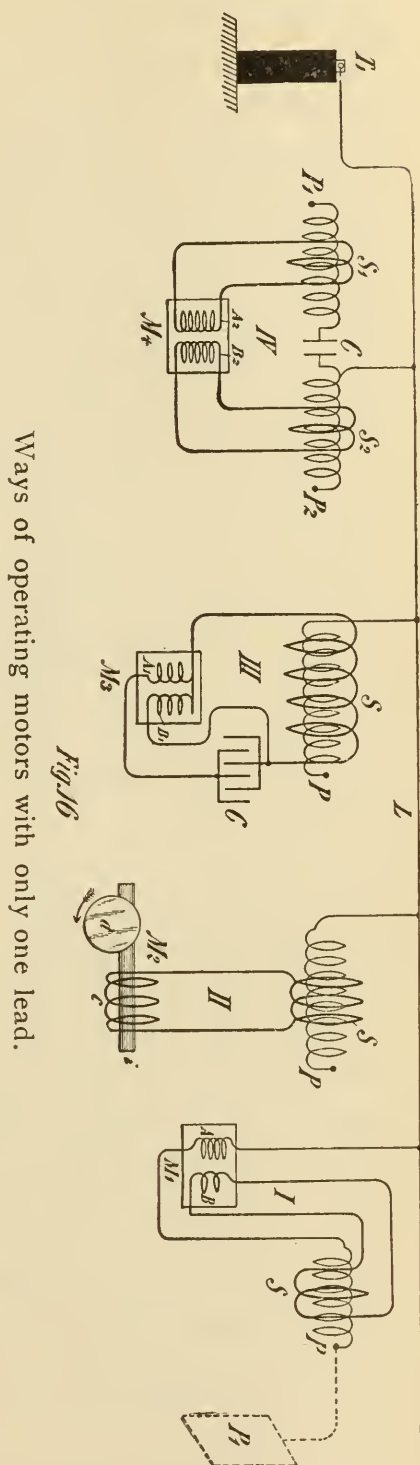 T₁
L
P₁
S₁
C
S₂
P₂
IV
A₂
B₂
M₄
S
P
III
A₁
B₁
M₃
C
S
P
II
M₂
d
c
i
I
A
B
M₁
S
P
P₁
Fig.16
Ways of operating motors with only one lead.